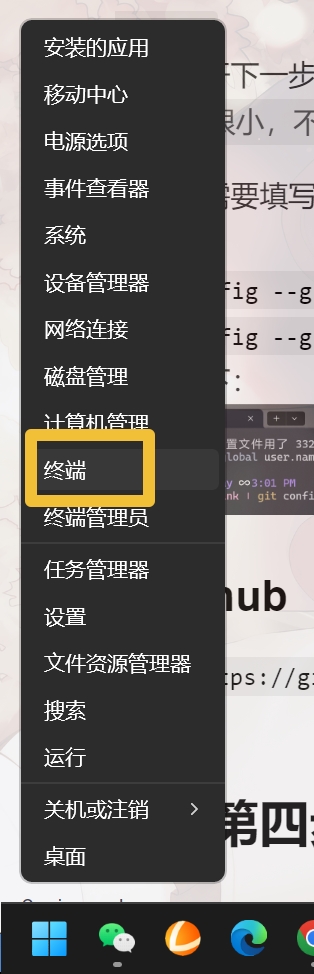 安装的应用
移动中心
开下一步
电源选项
很小，不
事件查看器
需要填写
系统
设备管理器
fig --g
网络连接
fig --g
磁盘管理
计算机管理
置文件用了 332
lobal user.nam
终端
3:01 PM
nk | git confi
终端管理员
任务管理器
hub
设置
文件资源管理器
tps://gi
搜索
运行
关机或注销
第四
桌面